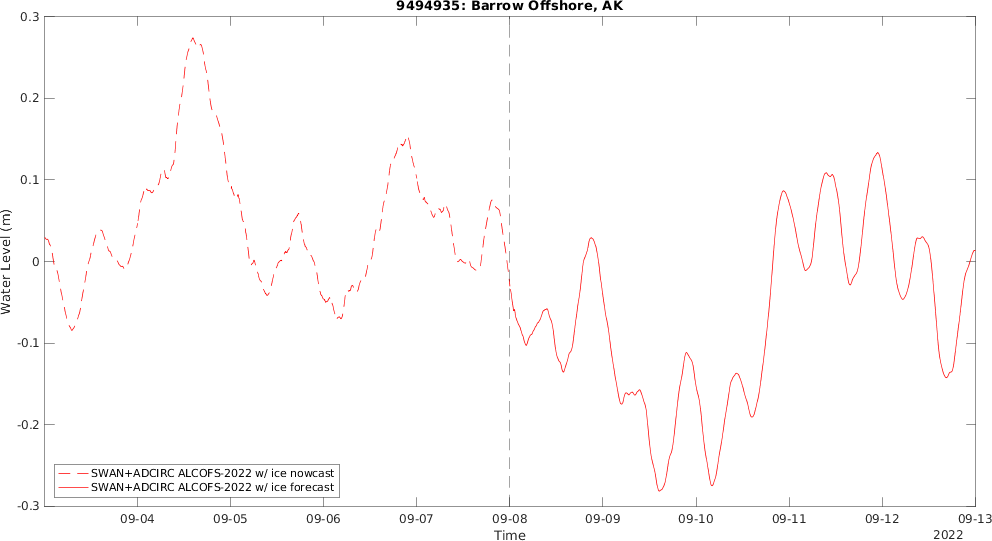 9494935: Barrow Offshore, AK
0.3
0.2
0.1
0
-0.1
-0.2
-0.3
Water Level (m)
SWAN+ADCIRC ALCOFS-2022 w/ ice nowcast
SWAN+ADCIRC ALCOFS-2022 w/ ice forecast
09-04 09-05 09-06 09-07 09-08 09-09 09-10 09-11 09-12 09-13
Time
2022